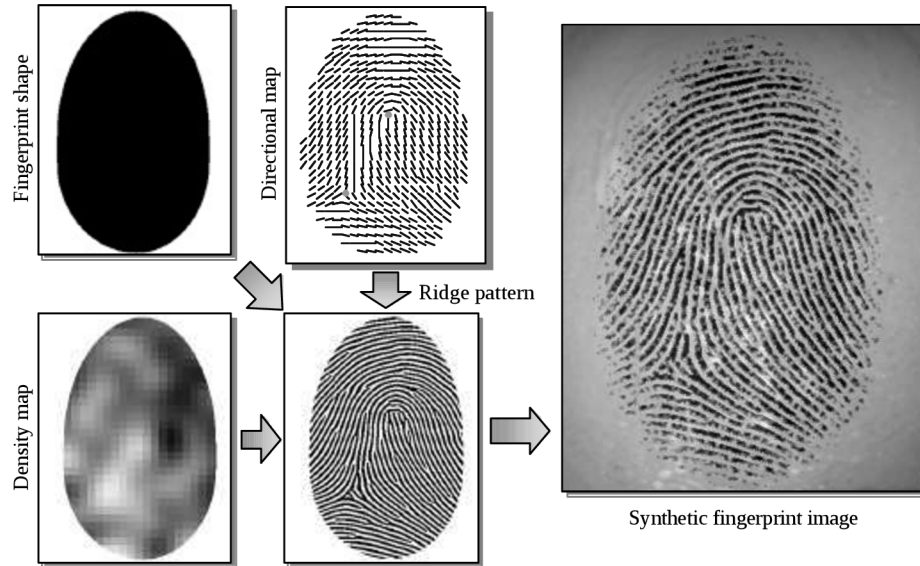 Fingerprint shape
Directional map
Ridge pattern
Density map
Synthetic fingerprint image